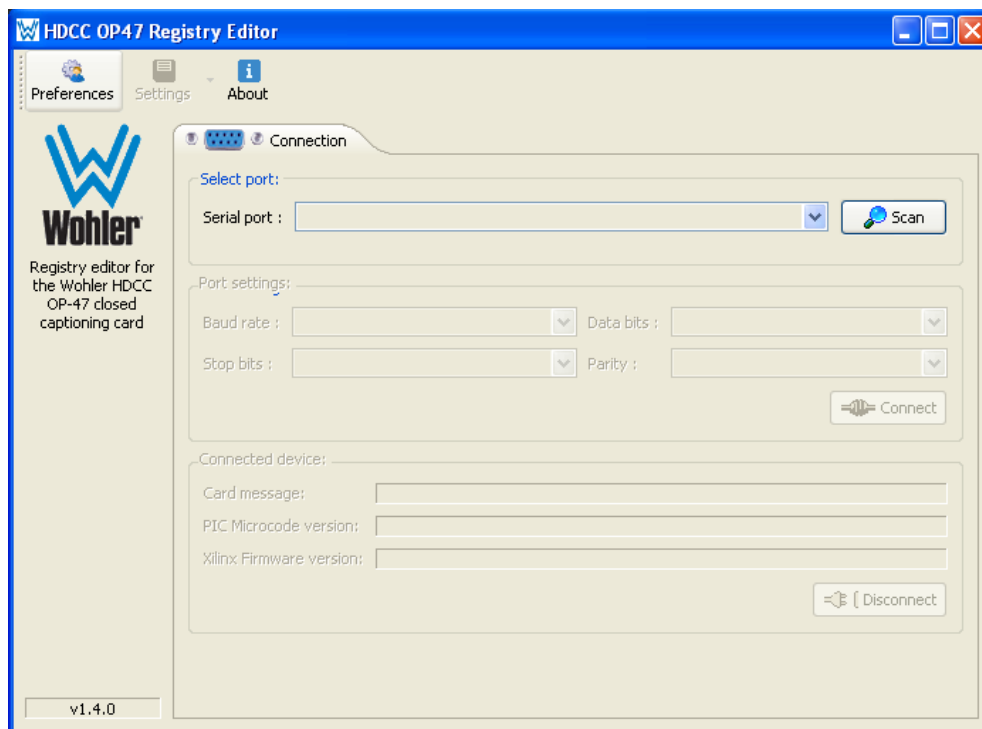 HDCC OP47 Registry Editor
Preferences Settings About
Wohler
Registry editor for
the Wohler HDCC
OP-47 closed
captioning card
v1.4.0
Connection
Select port:
Serial port : Scan
Port settings:
Baud rate : Data bits :
Stop bits : Parity :
Connect
Connected device:
Card message:
PIC Microcode version:
Xilinx Firmware version:
Disconnect